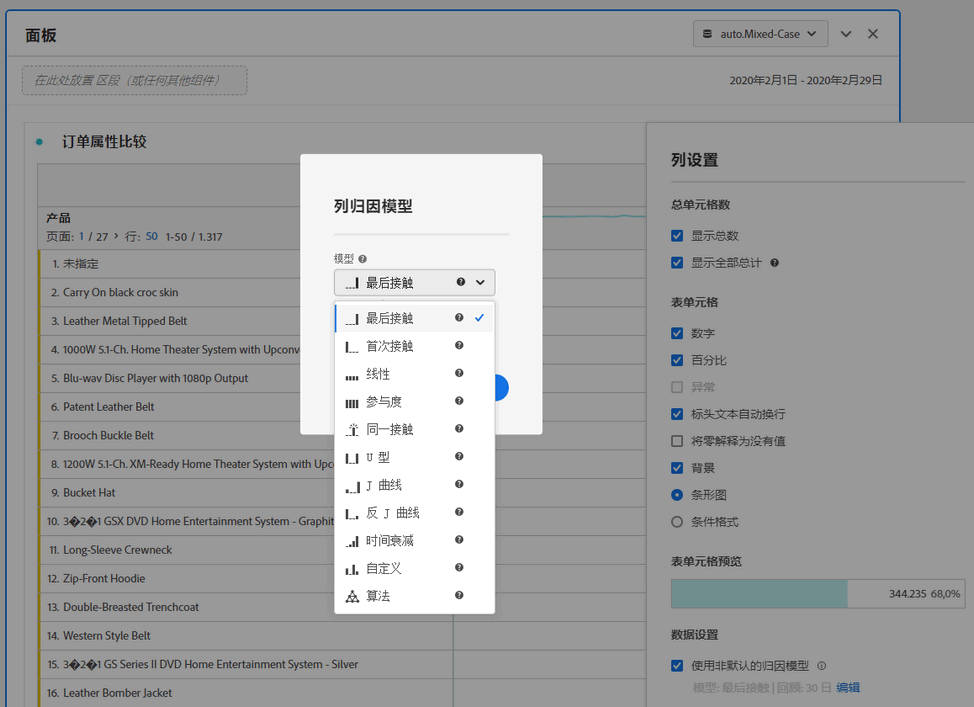 面板
auto.Mixed-Case
在此处放置 区段（或任何其他组件）
2020年2月1日 - 2020年2月29日
订单属性比较
产品
页面: 1 / 27 > 行: 50 1-50 / 1.317
1. 未指定
2. Carry On black croc skin
3. Leather Metal Tipped Belt
4. 1000W 5.1-Ch. Home Theater System with Upconv
5. Blu-wav Disc Player with 1080p Output
6. Patent Leather Belt
7. Brooch Buckle Belt
8. 1200W 5.1-Ch. XM-Ready Home Theater System with Upc
9. Bucket Hat
10. 3�2�1 GSX DVD Home Entertainment System - Graphit
11. Long-Sleeve Crewneck
12. Zip-Front Hoodie
13. Double-Breasted Trenchcoat
14. Western Style Belt
15. 3�2�1 GS Series II DVD Home Entertainment System - Silver
16. Leather Bomber Jacket
列归因模型
模型
最后接触
最后接触
首次接触
线性
参与度
同一接触
U 型
J 曲线
反 J 曲线
时间衰减
自定义
算法
列设置
总单元格数
显示总数
显示全部总计
表单元格
数字
百分比
异常
标头文本自动换行
将零解释为没有值
背景
条形图
条件格式
表单元格预览
344.235 68,0%
数据设置
使用非默认的归因模型
模型: 最后接触 | 回顾: 30 日 编辑